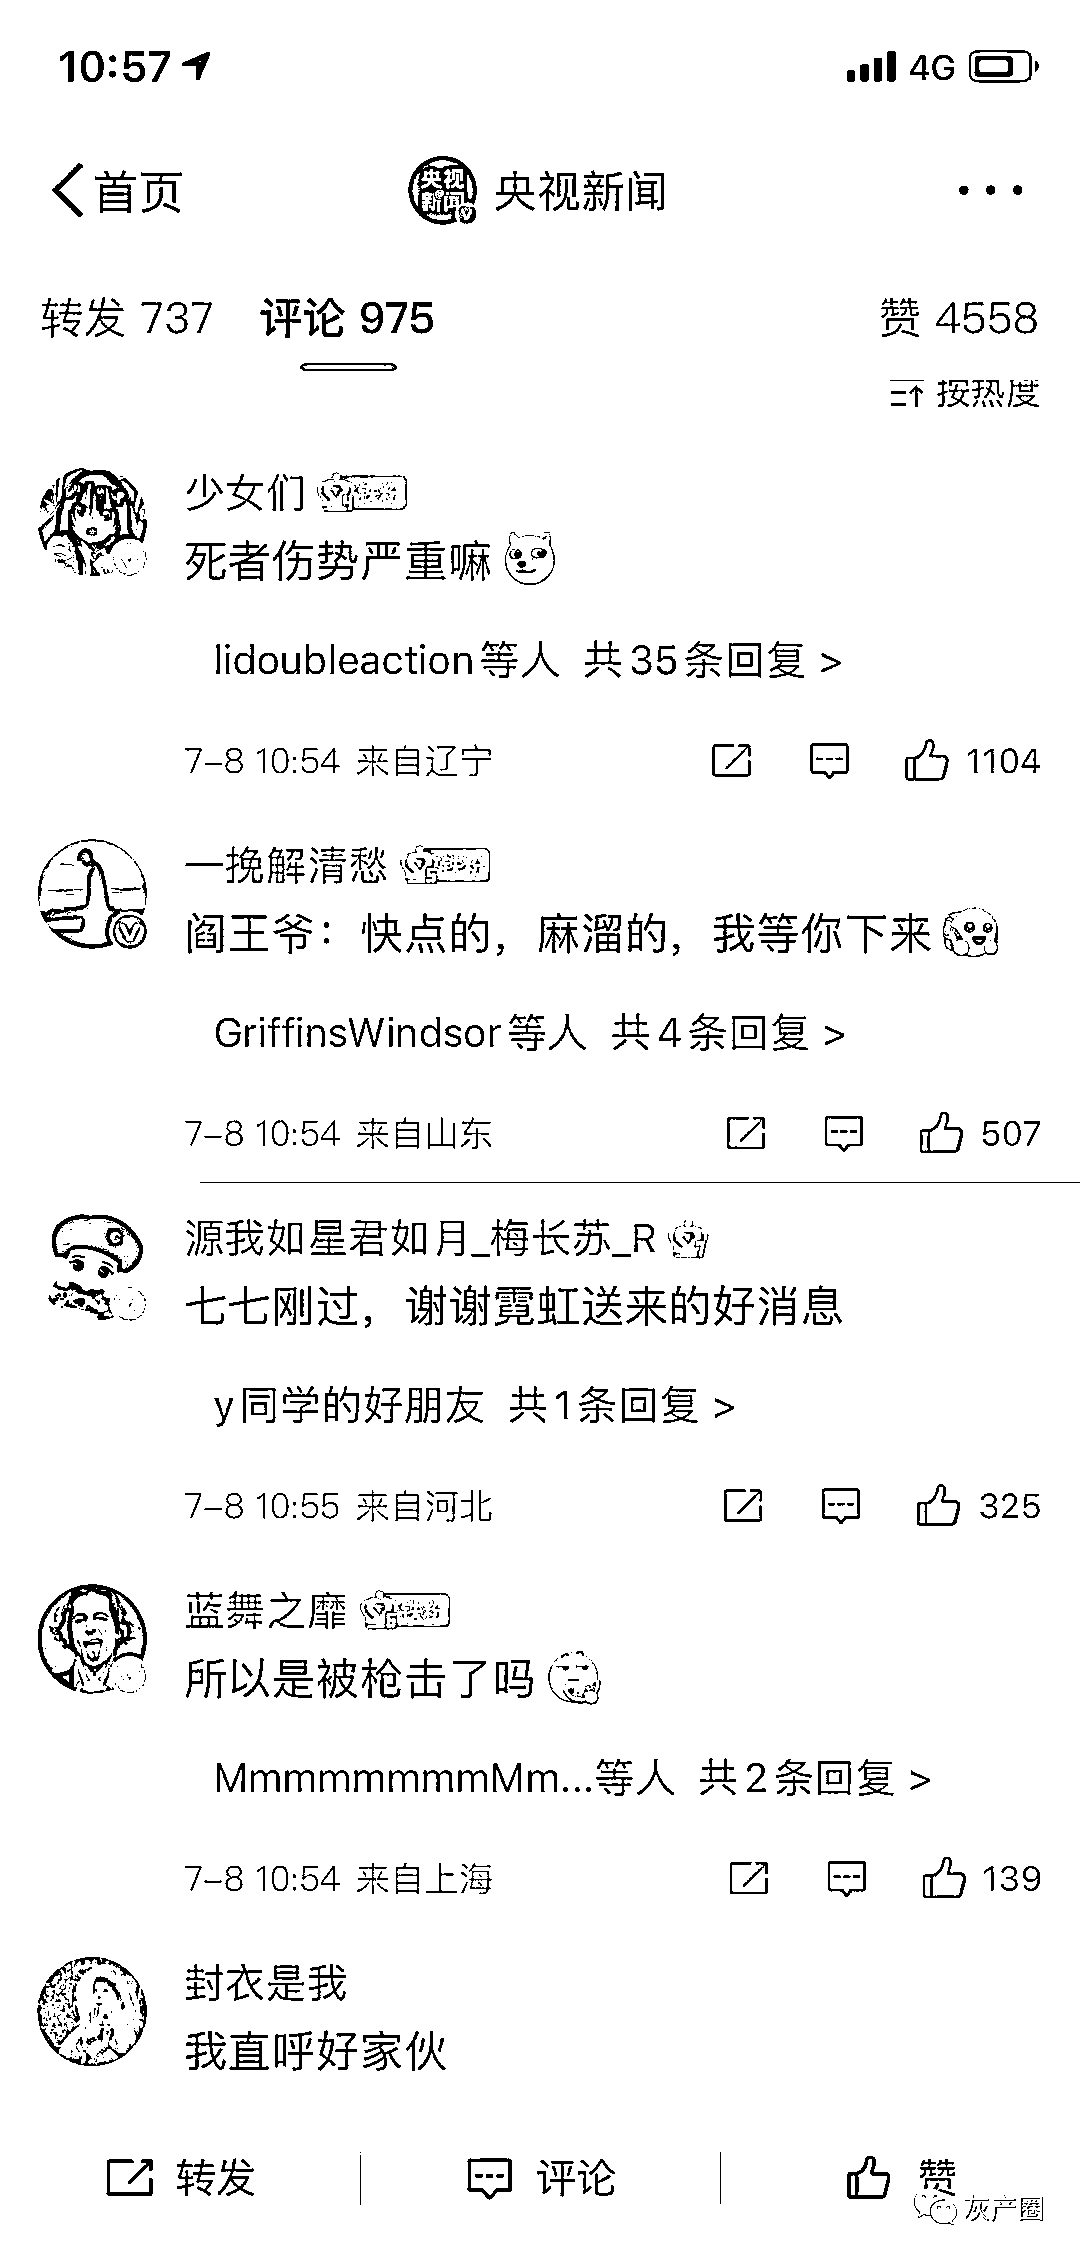 10:57 4G
首页 央视新闻 央视新闻
转发 737 评论 975 赞 4558
按热度
少女们
死者伤势严重嘛
lidoubleaction等人 共35条回复 >
7-8 10:54 来自辽宁 1104
一挽解清愁
阎王爷：快点的，麻溜的，我等你下来
GriffinsWindsor等人 共4条回复 >
7-8 10:54 来自山东 507
源我如星君如月_梅长苏_R
七七刚过，谢谢霓虹送来的好消息
y同学的好朋友 共1条回复 >
7-8 10:55 来自河北 325
蓝舞之靡
所以是被枪击了吗
MmmmmmmmMm...等人 共2条回复 >
7-8 10:54 来自上海 139
封衣是我
我直呼好家伙
转发 评论 赞
灰产圈